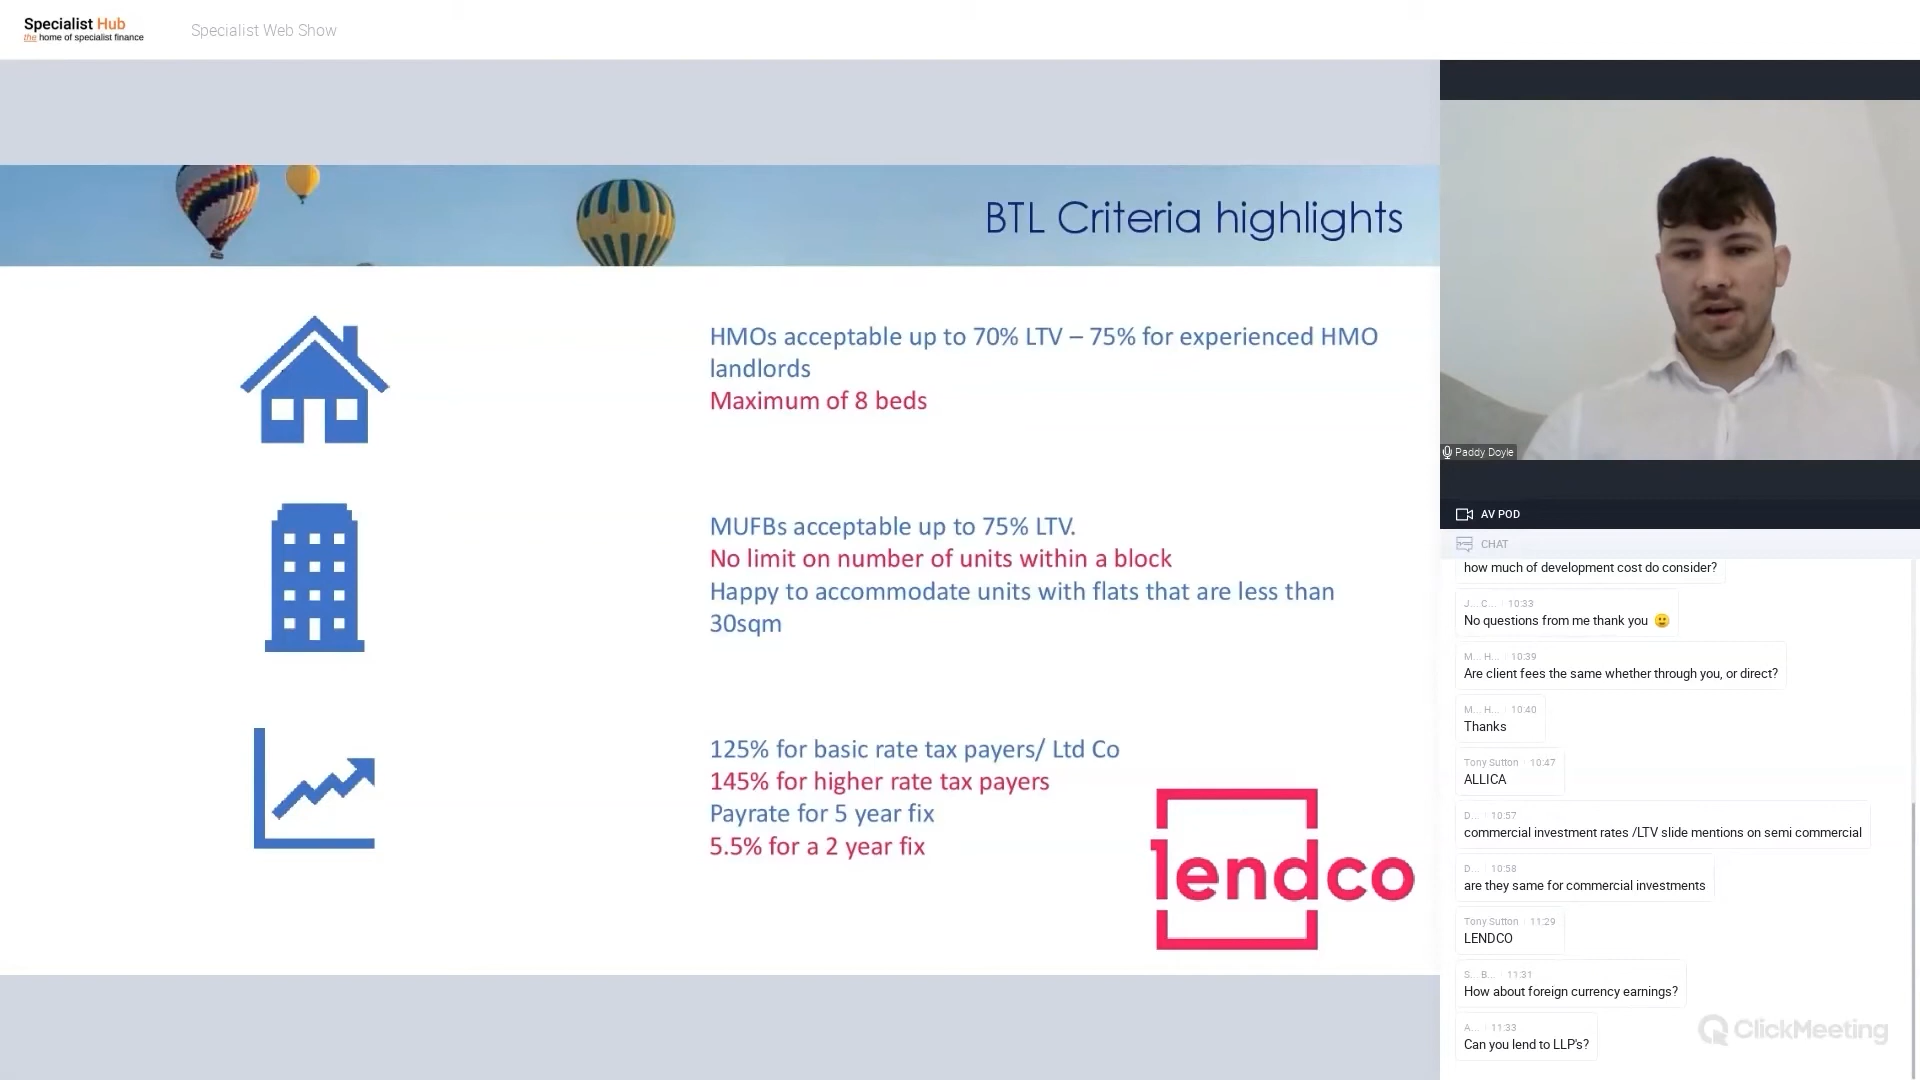 Specialist Hub
the home of specialist finance
Specialist Web Show
BTL Criteria highlights
HMOs acceptable up to 70% LTV – 75% for experienced HMO
landlords
Maximum of 8 beds
MUFBs acceptable up to 75% LTV.
No limit on number of units within a block
Happy to accommodate units with flats that are less than
30sqm
125% for basic rate tax payers/ Ltd Co
145% for higher rate tax payers
Payrate for 5 year fix
5.5% for a 2 year fix
lendco
Paddy Doyle
AV POD
CHAT
how much of development cost do consider?
J... C... 10:33
No questions from me thank you 🙂
M... H... 10:39
Are client fees the same whether through you, or direct?
M... H... 10:40
Thanks
Tony Sutton 10:47
ALLICA
D... 10:57
commercial investment rates /LTV slide mentions on semi commercial
D... 10:58
are they same for commercial investments
Tony Sutton 11:29
LENDCO
S... B... 11:31
How about foreign currency earnings?
A... 11:33
Can you lend to LLP's?
ClickMeeting